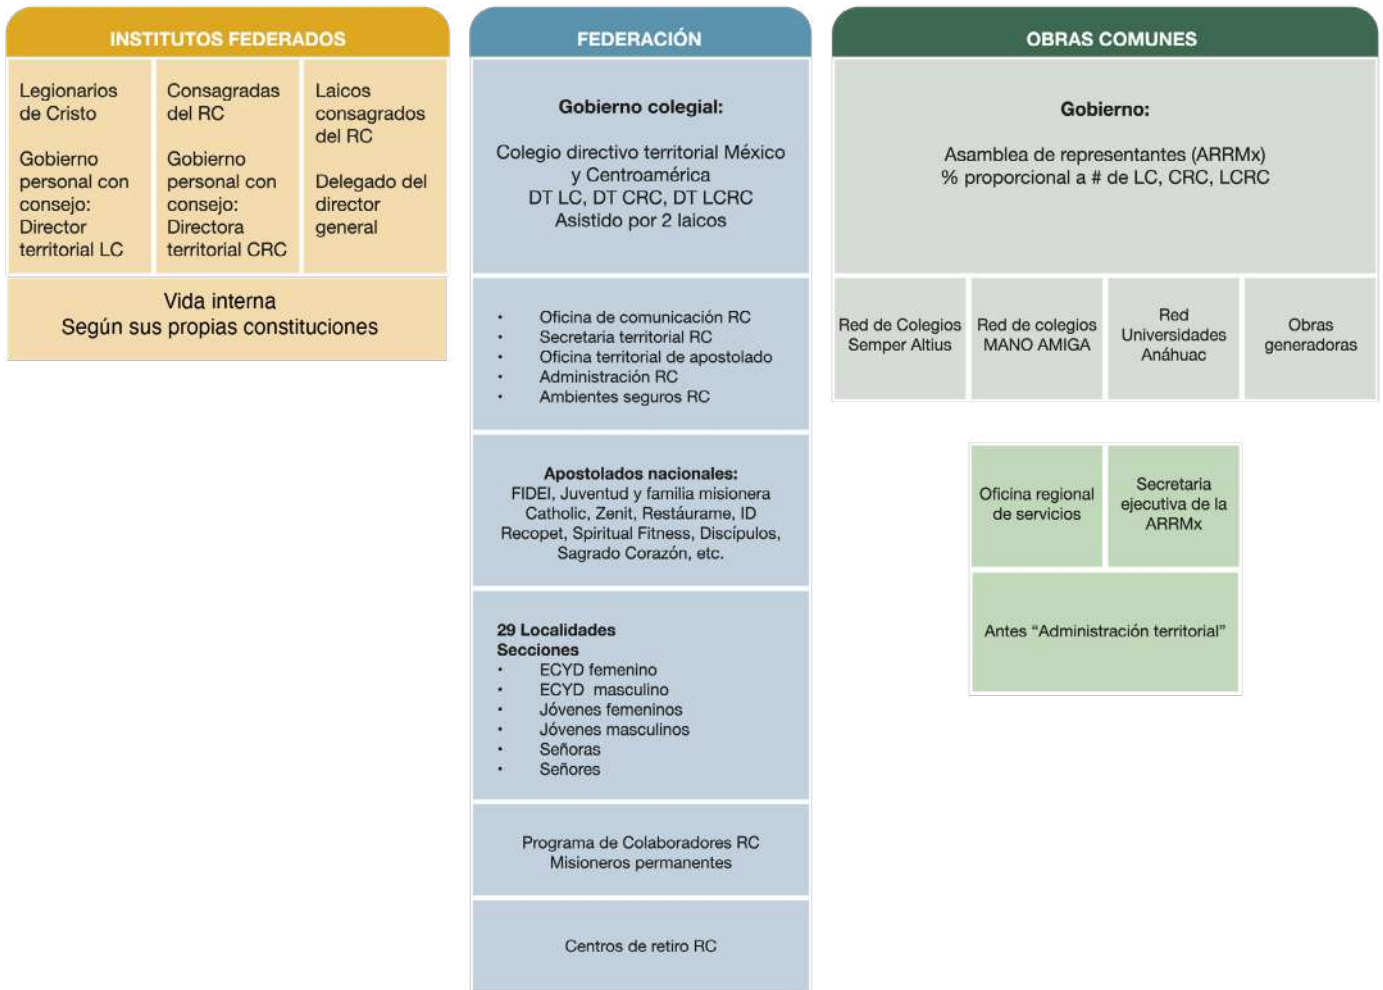 INSTITUTOS FEDERADOS
Legionarios
de Cristo
Gobierno
personal con
consejo:
Director
territorial LC
Consagradas
del RC
Gobierno
personal con
consejo:
Directora
territorial CRC
Laicos
consagrados
del RC
Delegado del
director
general
Vida interna
Según sus propias constituciones
FEDERACIÓN
Gobierno colegial:
Colegio directivo territorial México
y Centroamérica
DT LC, DT CRC, DT LCRC
Asistido por 2 laicos
• Oficina de comunicación RC
• Secretaria territorial RC
• Oficina territorial de apostolado
• Administración RC
• Ambientes seguros RC
Apostolados nacionales:
FIDEI, Juventud y familia misionera
Catholic, Zenit, Restáurame, ID
Recopet, Spiritual Fitness, Discípulos,
Sagrado Corazón, etc.
29 Localidades
Secciones
• ECYD femenino
• ECYD masculino
• Jóvenes femeninos
• Jóvenes masculinos
• Señoras
• Señores
Programa de Colaboradores RC
Misioneros permanentes
Centros de retiro RC
OBRAS COMUNES
Gobierno:
Asamblea de representantes (ARRMx)
% proporcional a # de LC, CRC, LCRC
Red de Colegios
Semper Altius
Red de colegios
MANO AMIGA
Red
Universidades
Anáhuac
Obras
generadoras
Oficina regional
de servicios
Secretaria
ejecutiva de la
ARRMx
Antes “Administración territorial”